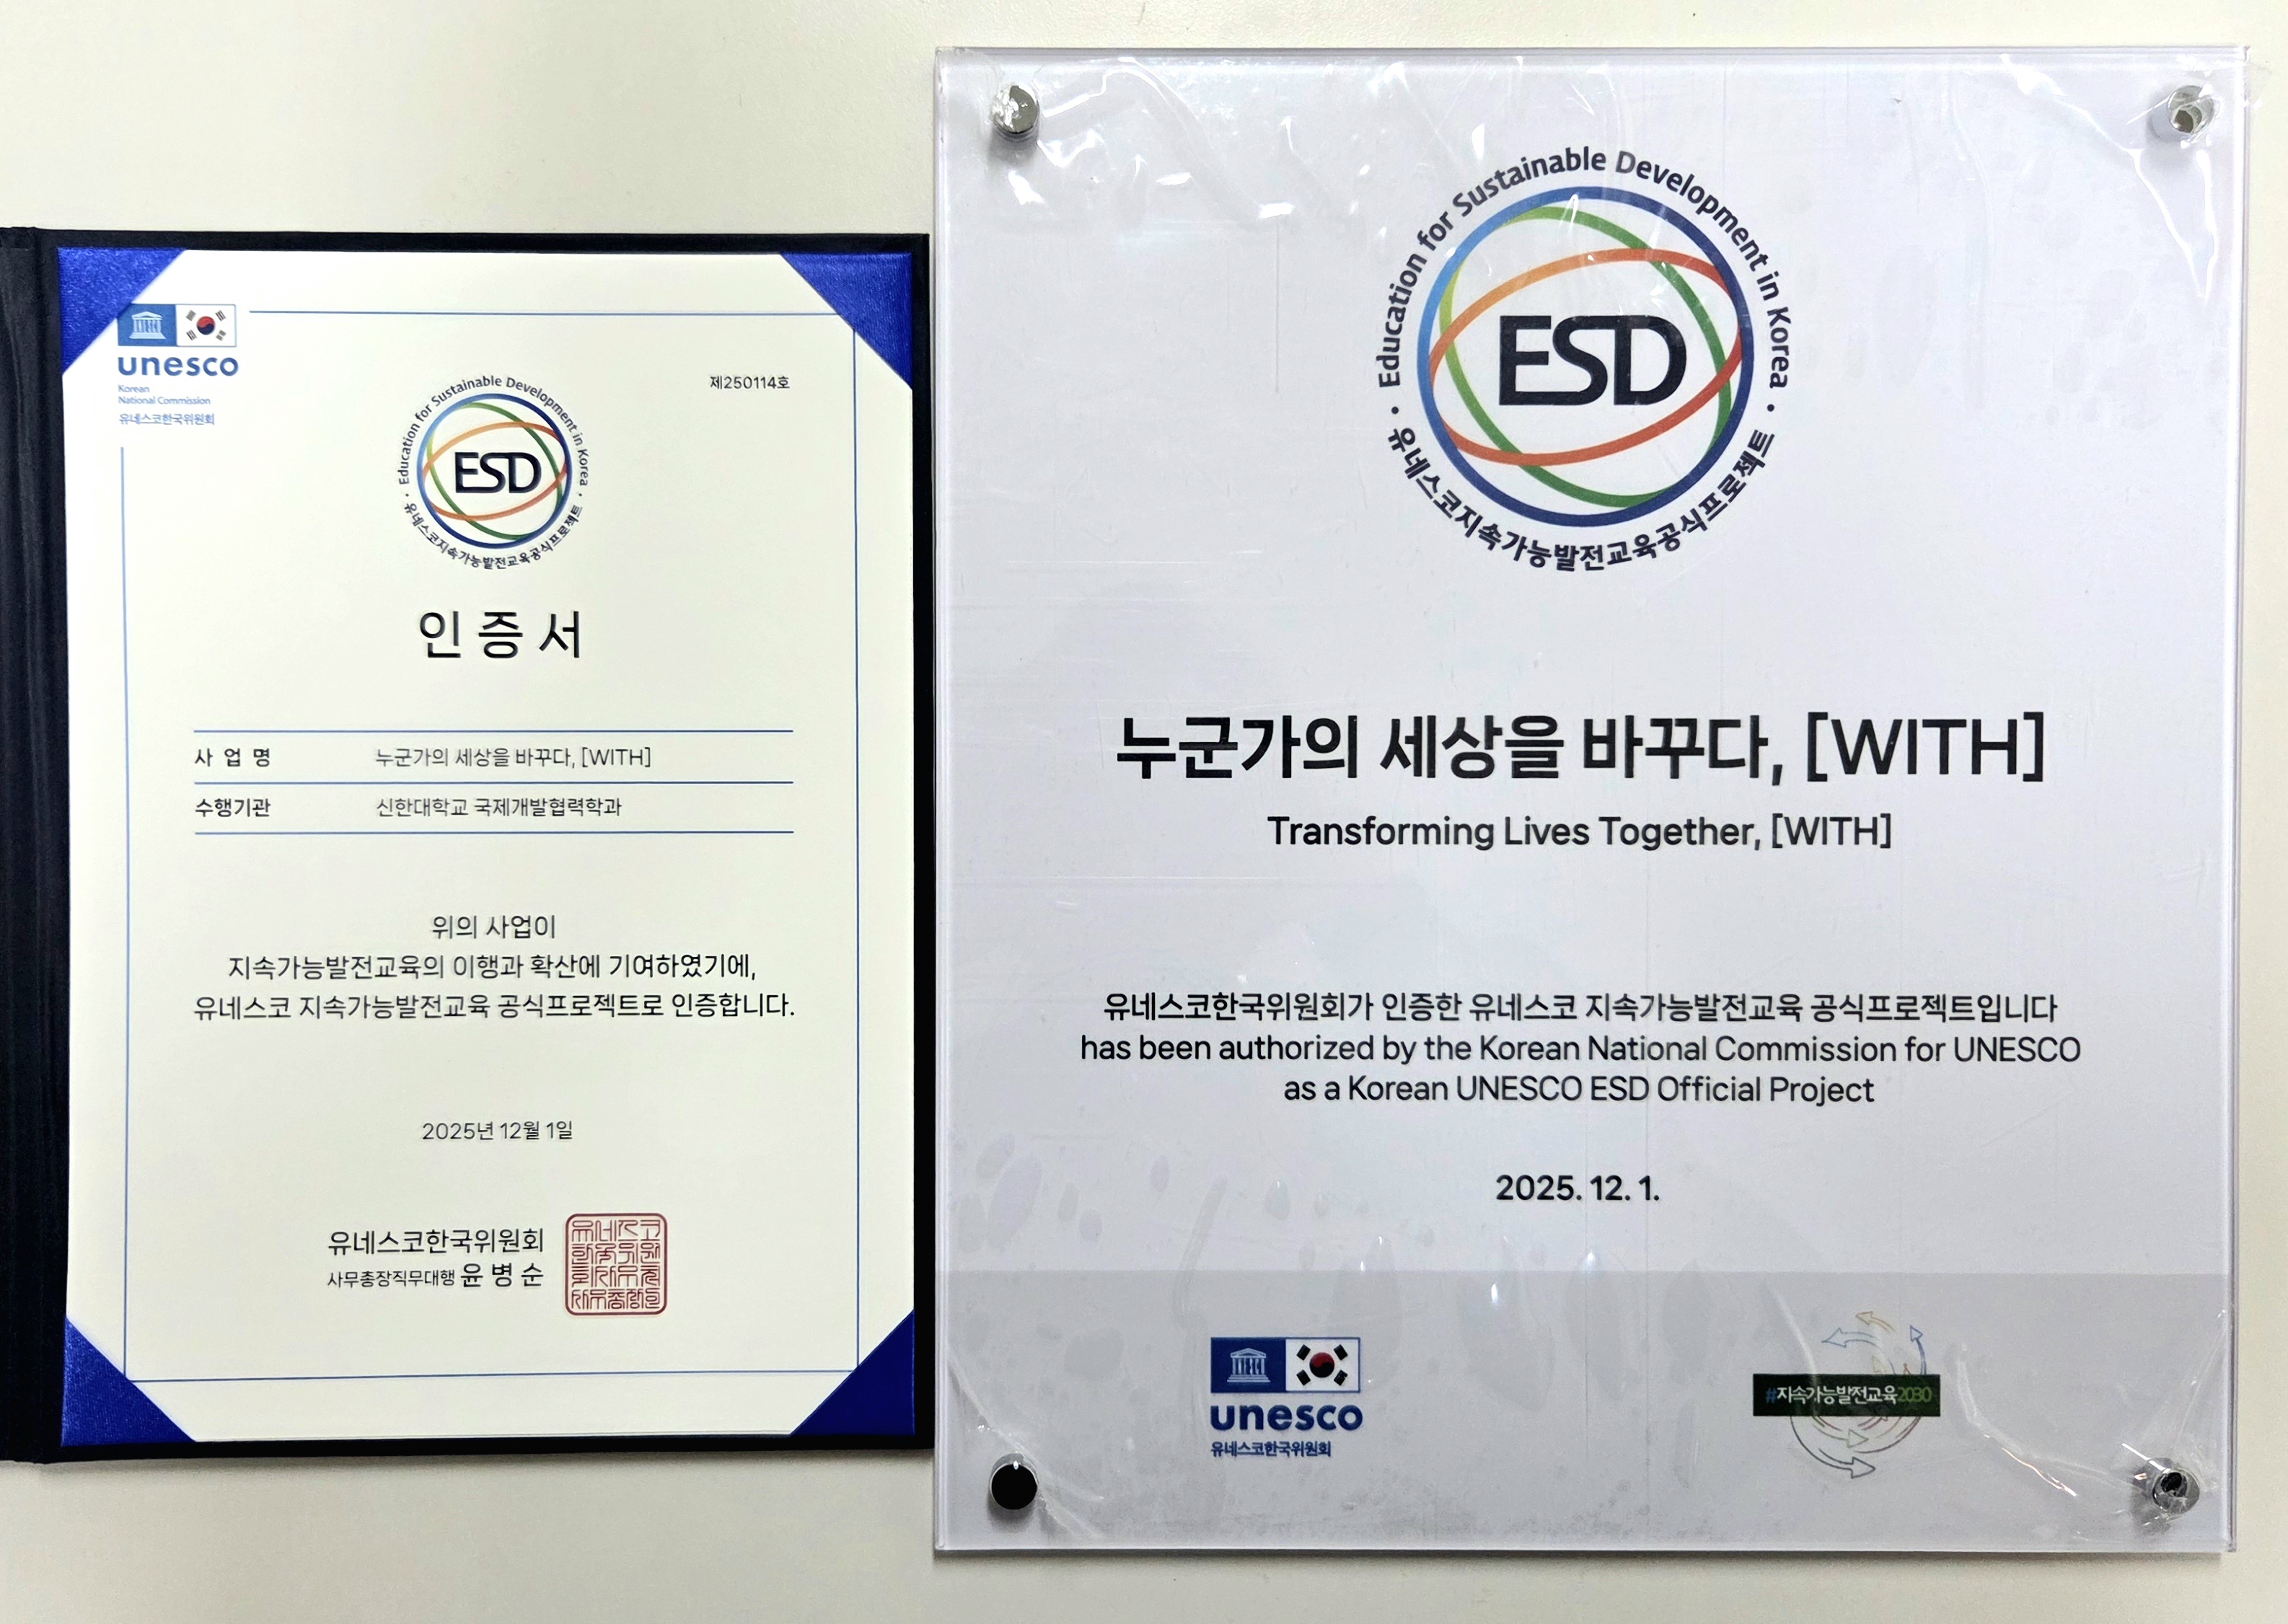 unesco
Korean
National Commission
유네스코한국위원회
제250114호
Education for Sustainable Development in Korea
유네스코지속가능발전교육공식프로젝트
ESD
인증서
사업명 누군가의 세상을 바꾸다, [WITH]
수행기관 신한대학교 국제개발협력학과
위의 사업이
지속가능발전교육의 이행과 확산에 기여하였기에,
유네스코 지속가능발전교육 공식프로젝트로 인증합니다.
2025년 12월 1일
유네스코한국위원회
사무총장직무대행 윤병순
Education for Sustainable Development in Korea
유네스코지속가능발전교육공식프로젝트
ESD
누군가의 세상을 바꾸다, [WITH]
Transforming Lives Together, [WITH]
유네스코한국위원회가 인증한 유네스코 지속가능발전교육 공식프로젝트입니다
has been authorized by the Korean National Commission for UNESCO
as a Korean UNESCO ESD Official Project
2025. 12. 1.
unesco
유네스코한국위원회
#지속가능발전교육2030